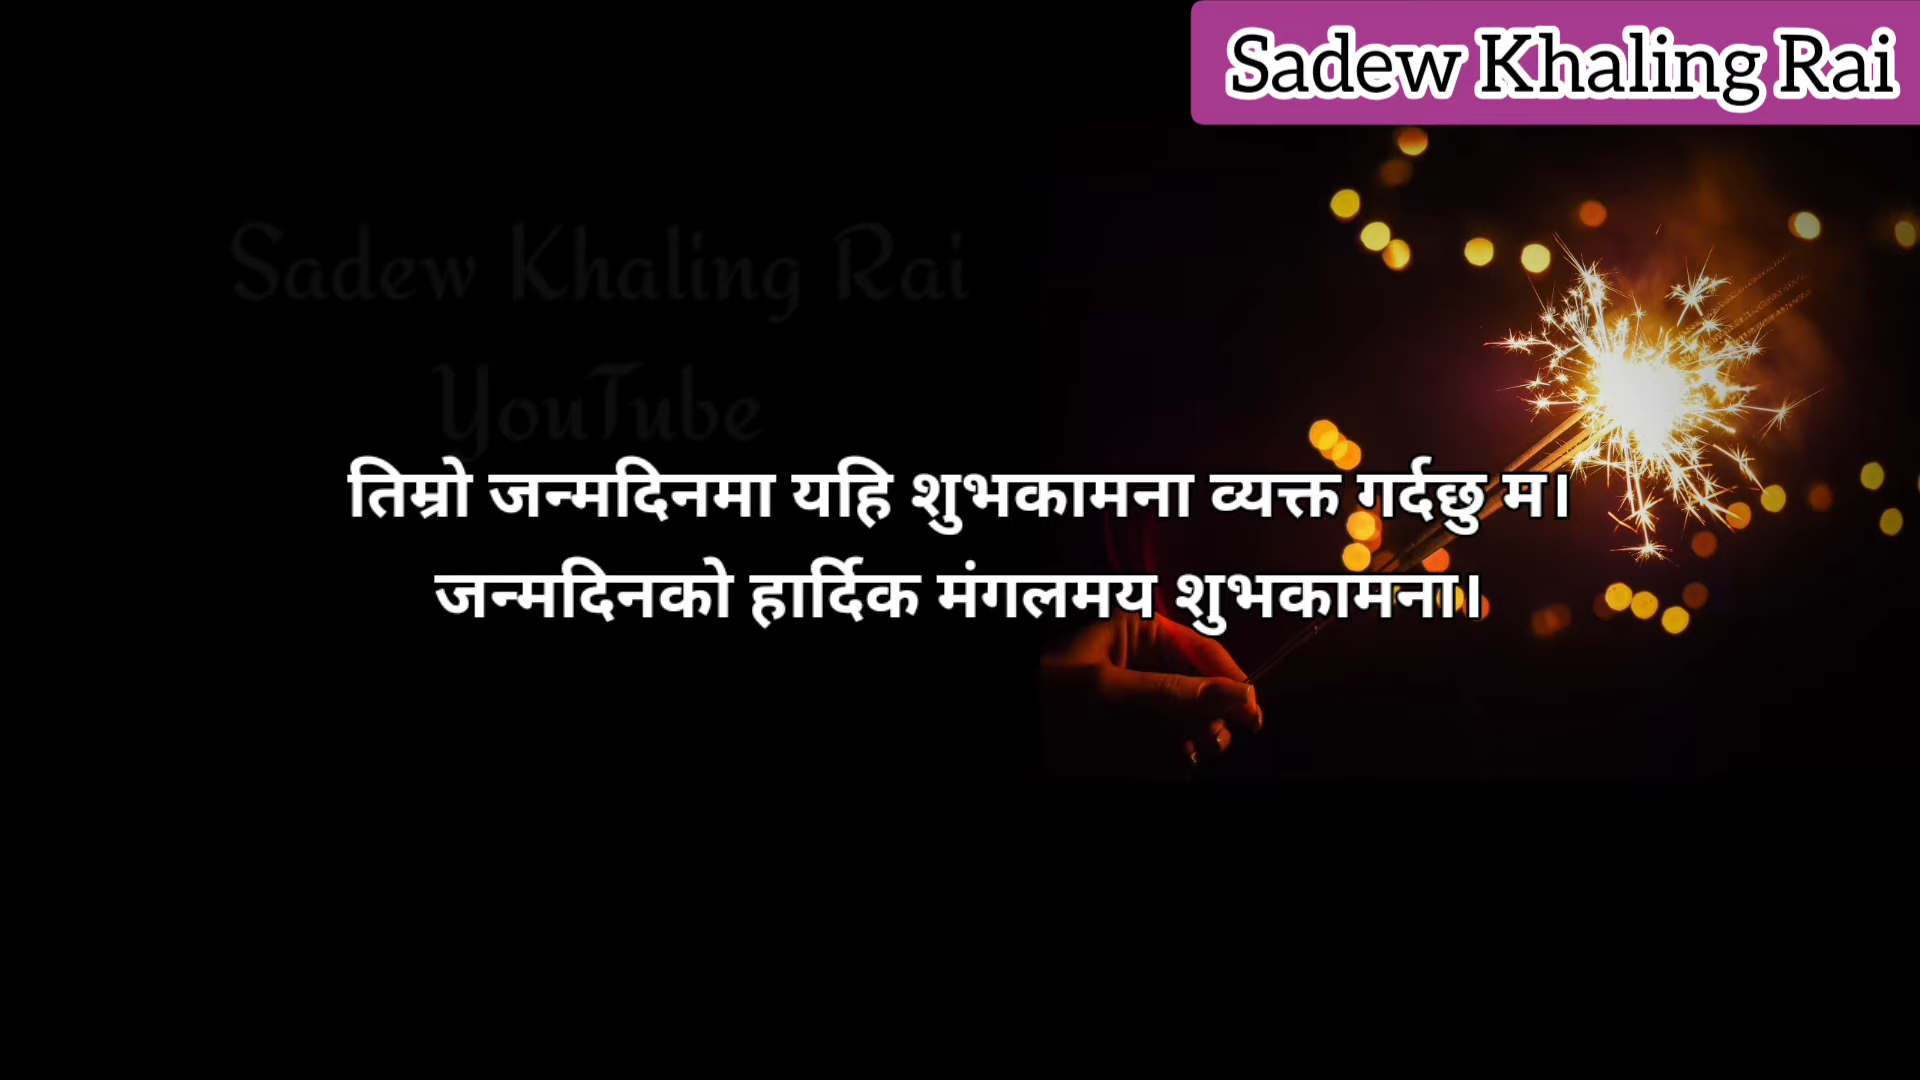 Sadew Khaling Rai
Sadew Khaling Rai
YouTube
तिम्रो जन्मदिनमा यहि शुभकामना व्यक्त गर्दछु म।
जन्मदिनको हार्दिक मंगलमय शुभकामना।